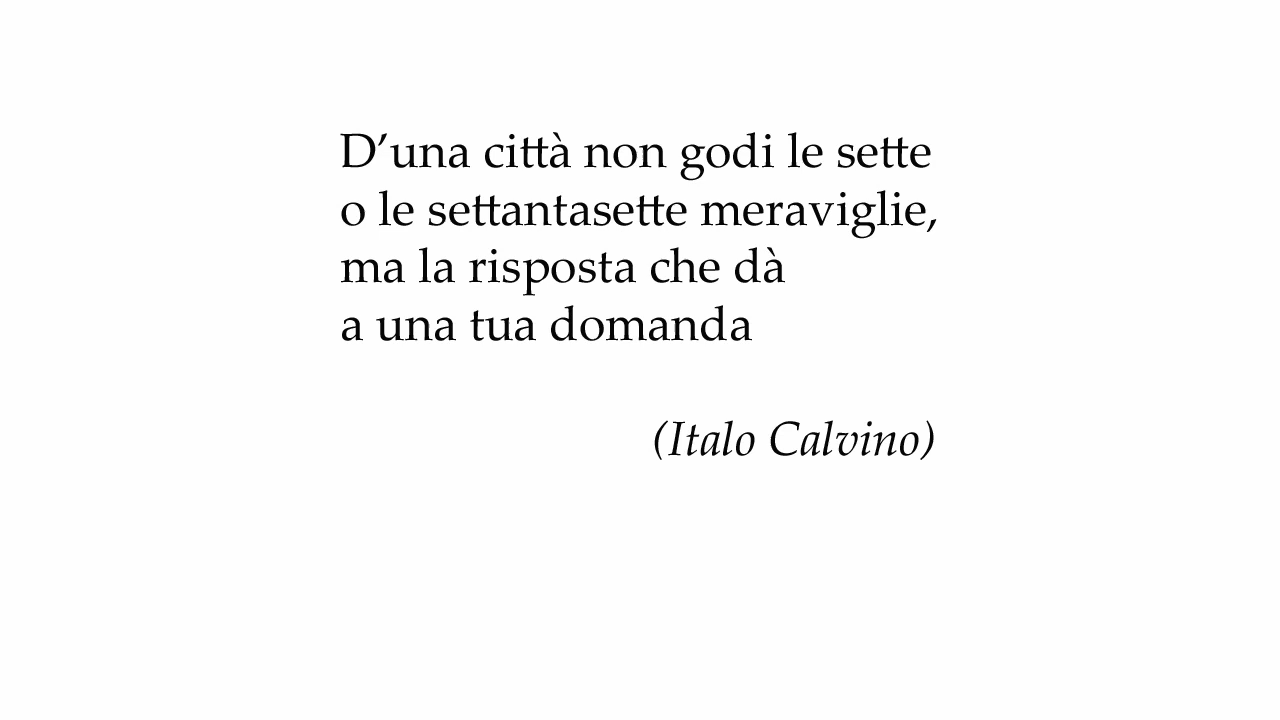 D’una città non godi le sette
o le settantasette meraviglie,
ma la risposta che dà
a una tua domanda
(Italo Calvino)